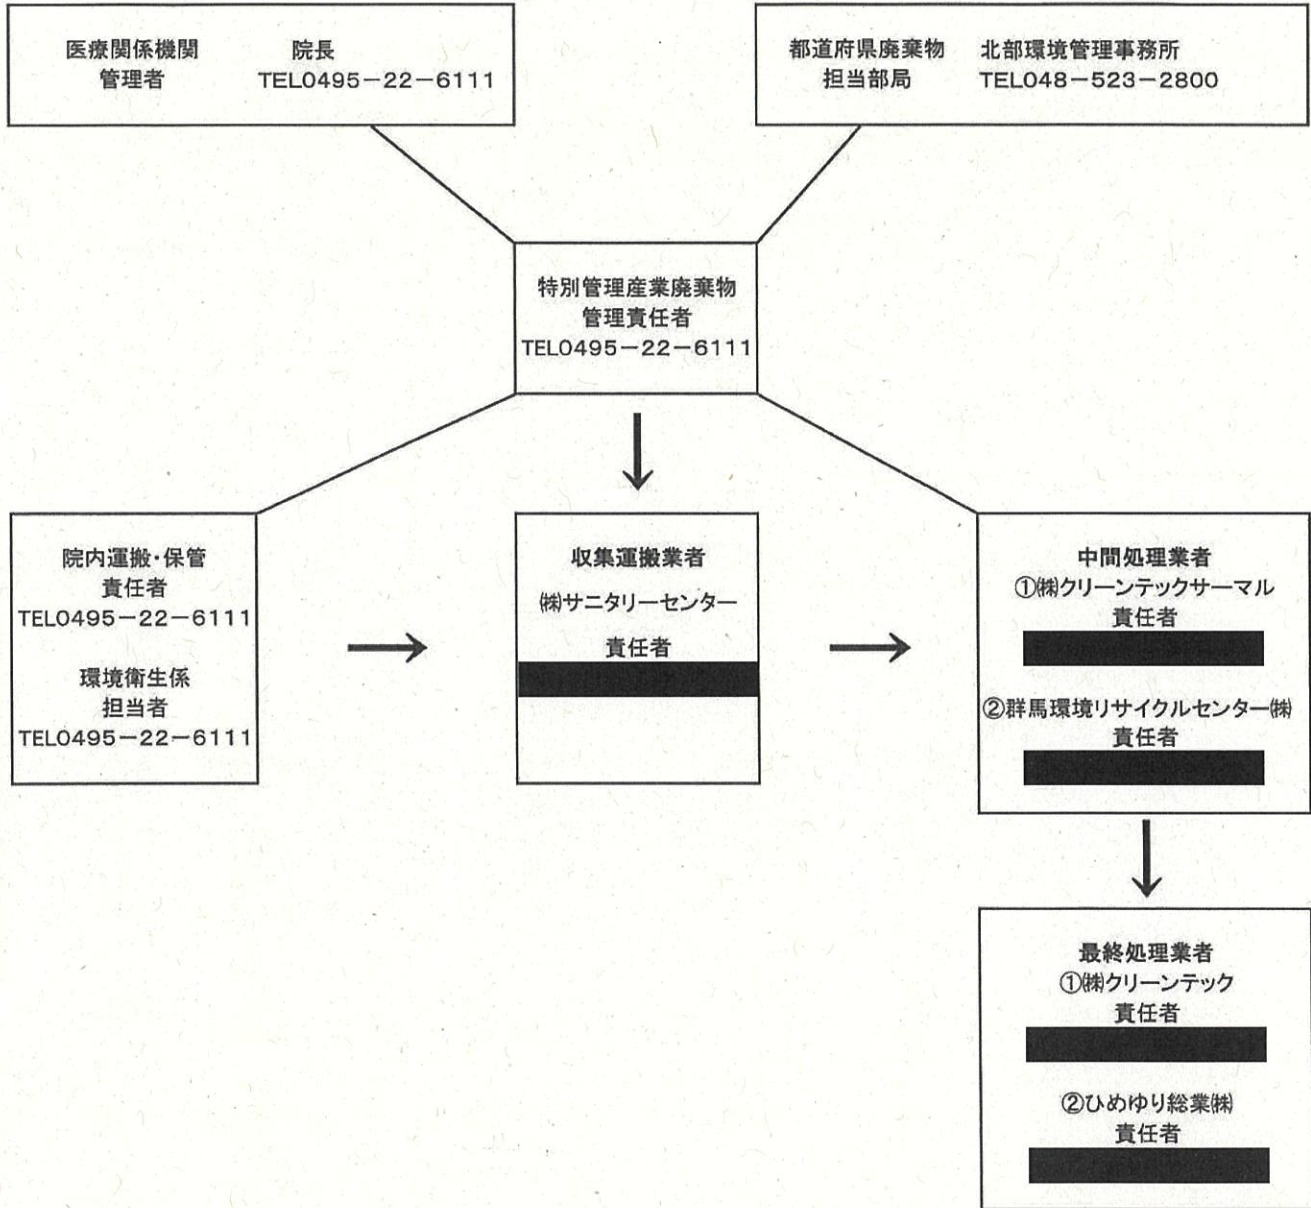 医療関係機関 院長
管理者 TEL0495−22−6111
都道府県廃棄物 北部環境管理事務所
担当部局 TEL048−523−2800
特別管理産業廃棄物
管理責任者
TEL0495−22−6111
院内運搬・保管
責任者
TEL0495−22−6111
環境衛生係
担当者
TEL0495−22−6111
収集運搬業者
㈱サニタリーセンター
責任者
中間処理業者
①㈱クリーンテックサーマル
責任者
②群馬環境リサイクルセンター㈱
責任者
最終処理業者
①㈱クリーンテック
責任者
②ひめゆり総業㈱
責任者